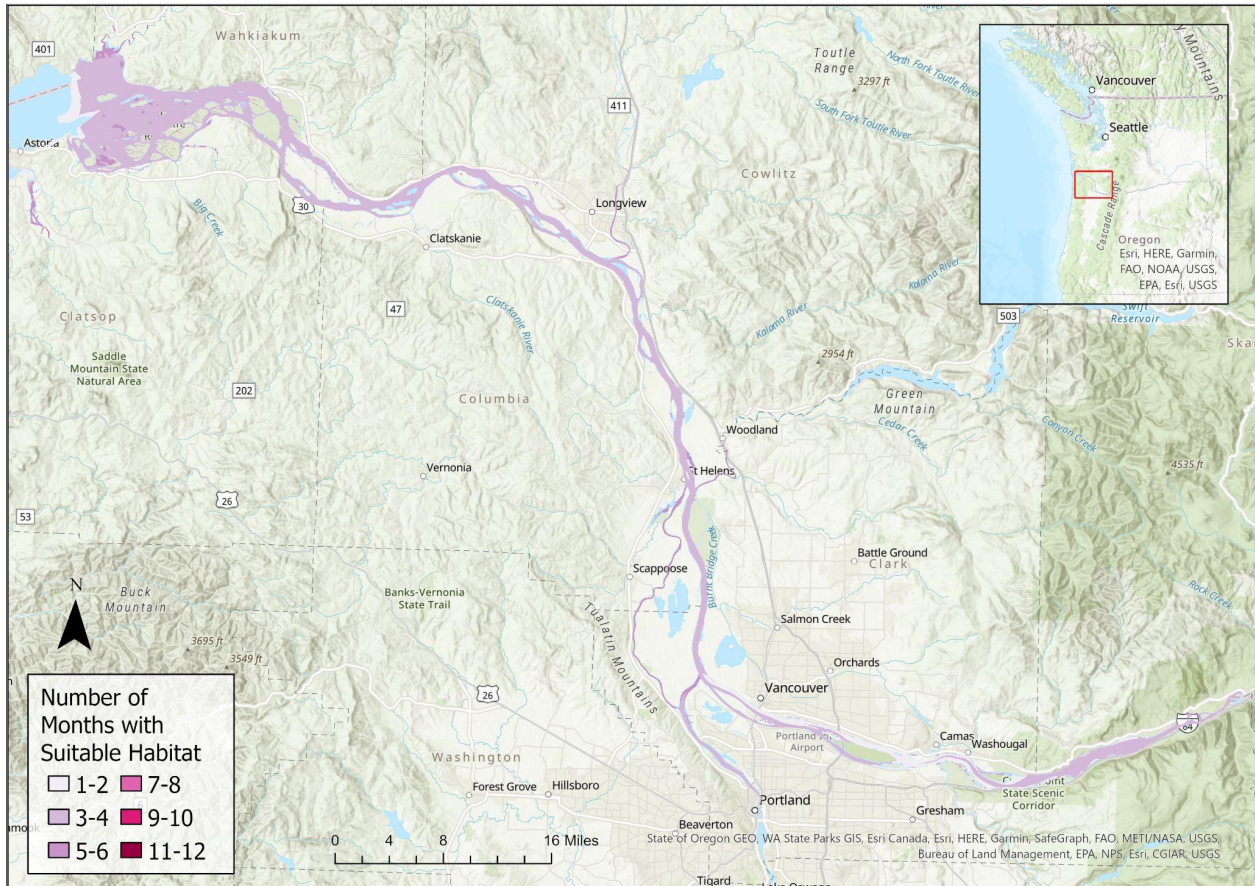 401
Wahkiakum
Toutle
Range
3297 ft
North Fork Toutle River
South Fork Toutle River
411
Astoria
Cowlitz
Longview
30
Big Creek
Clatskanie
Kalama River
Kalama River
Clatsop
47
Clatskanie River
503
Swift
Reservoir
2954 ft
Saddle
Mountain State
Natural Area
202
Columbia
Green
Mountain
Woodland
Cedar Creek
Canyon Creek
Vernonia
St Helens
4535 ft
26
53
Battle Ground
Clark
Burnt Bridge Creek
Scappoose
Rock Creek
N
Buck
Mountain
Banks-Vernonia
State Trail
Tualatin Mountains
Salmon Creek
3695 ft
3549 ft
Orchards
Vancouver
26
84
Portland
Airport
Camas
Washougal
Washington
State Scenic
Corridor
Forest Grove
Hillsboro
Portland
Gresham
Beaverton
Tigard
Vancouver
Seattle
Cascade Range
Oregon
Esri, HERE, Garmin,
FAO, NOAA, USGS,
EPA, Esri, USGS
Number of
Months with
Suitable Habitat
1-2 7-8
3-4 9-10
5-6 11-12
0 4 8 16 Miles
State of Oregon GEO, WA State Parks GIS, Esri Canada, Esri, HERE, Garmin, SafeGraph, FAO, METI/NASA, USGS,
Bureau of Land Management, EPA, NPS, Esri, CGIAR, USGS